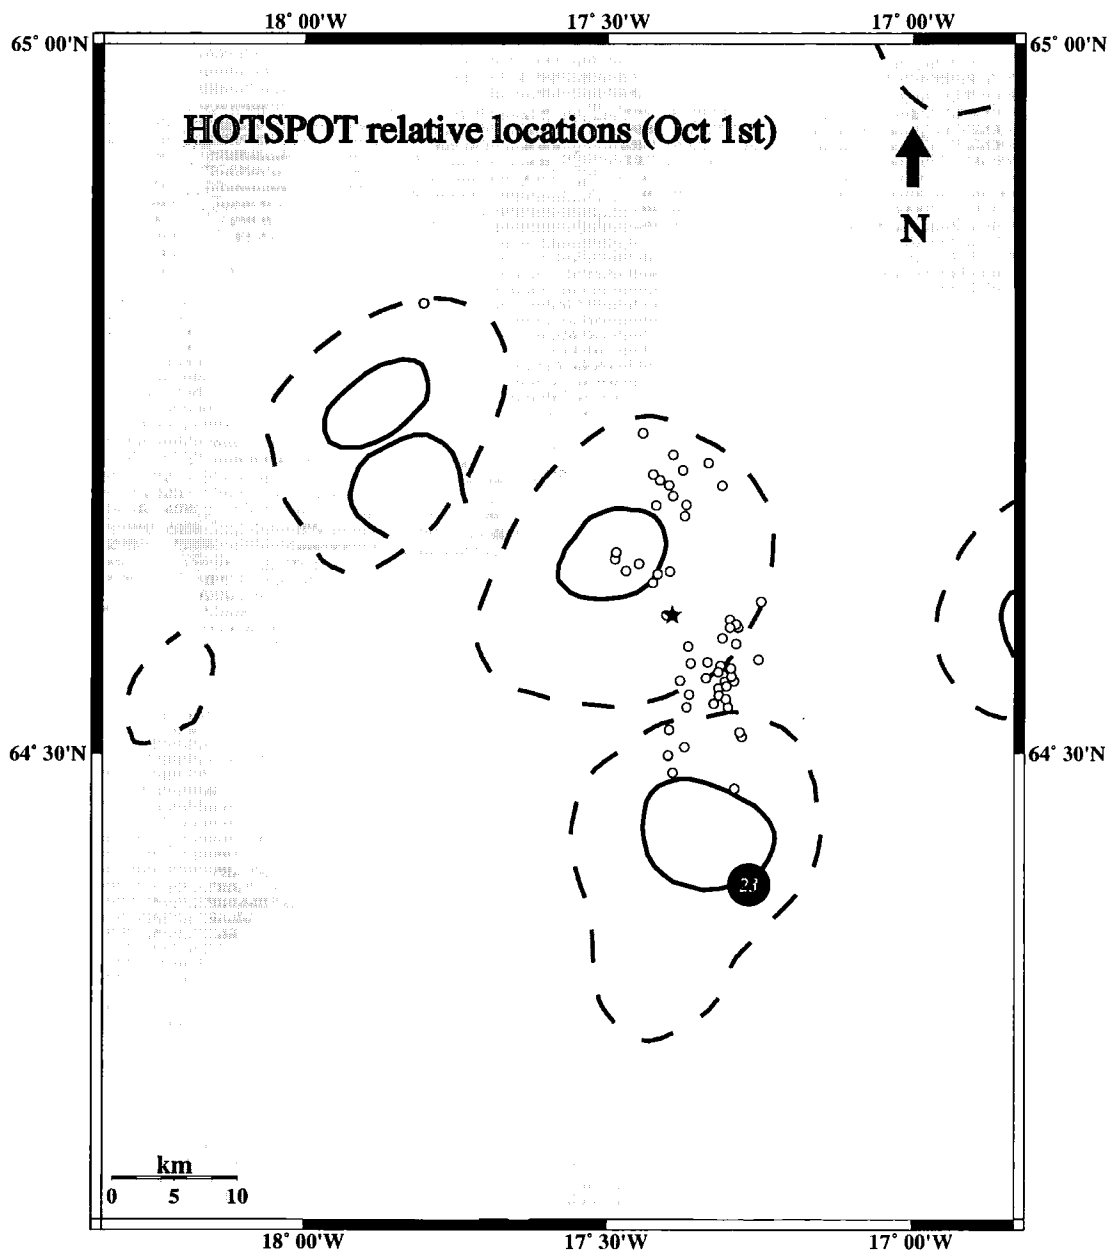 18° 00'W 17° 30'W 17° 00'W
65° 00'N 65° 00'N
HOTSPOT relative locations (Oct 1st)
N
64° 30'N 64° 30'N
23
km
0 5 10
18° 00'W 17° 30'W 17° 00'W